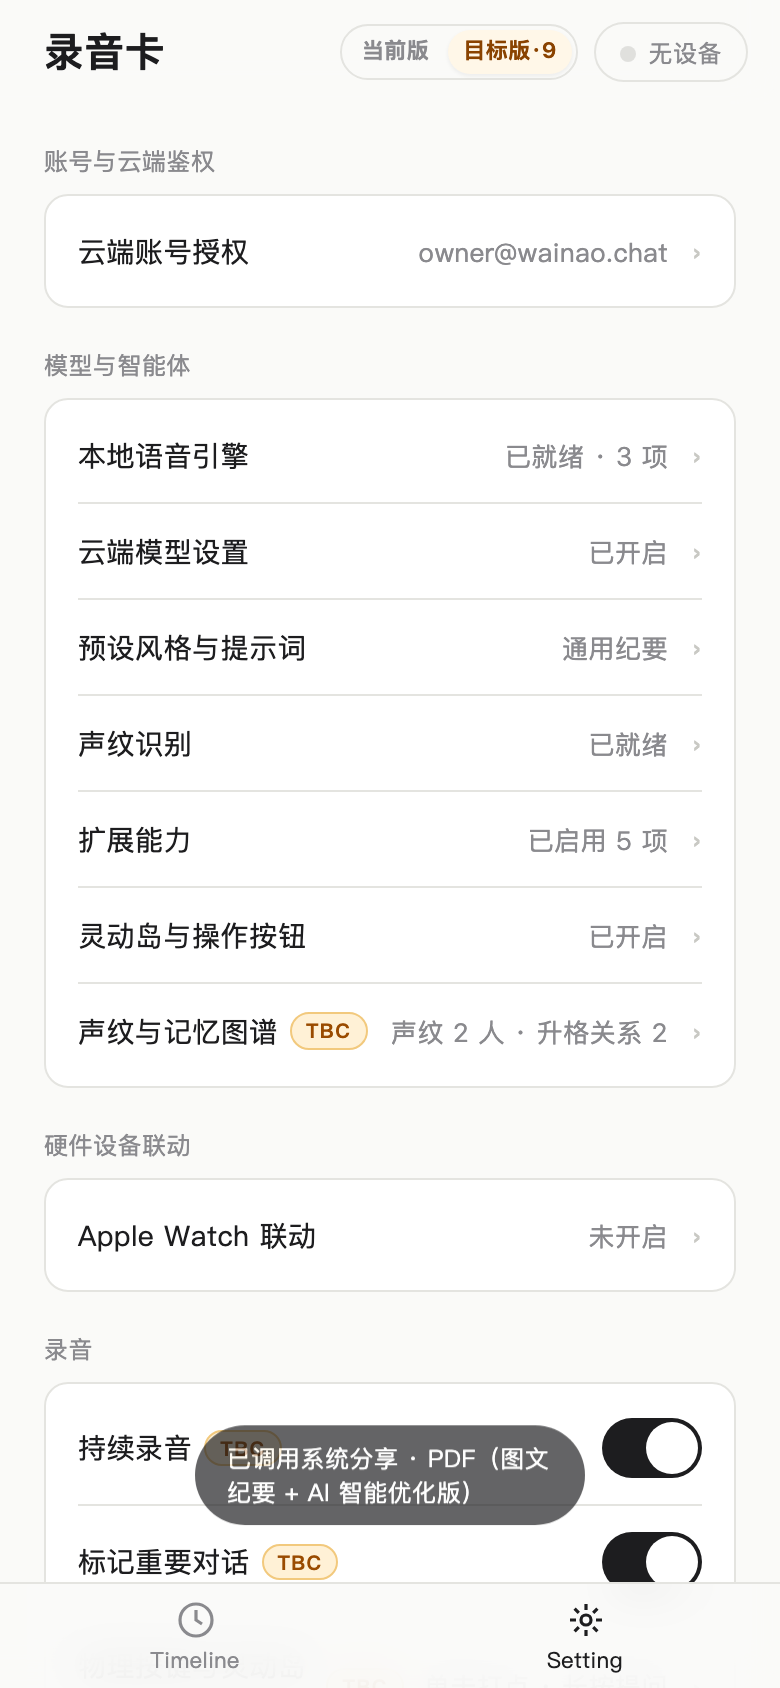 录音卡
当前版 目标版·9 无设备
账号与云端鉴权
云端账号授权 owner@wainao.chat
模型与智能体
本地语音引擎 已就绪 · 3 项
云端模型设置 已开启
预设风格与提示词 通用纪要
声纹识别 已就绪
扩展能力 已启用 5 项
灵动岛与操作按钮 已开启
声纹与记忆图谱 TBC 声纹 2 人 · 升格关系 2
硬件设备联动
Apple Watch 联动 未开启
录音
持续录音 TBC
已调用系统分享 · PDF（图文
纪要 + AI 智能优化版）
标记重要对话 TBC
Timeline Setting